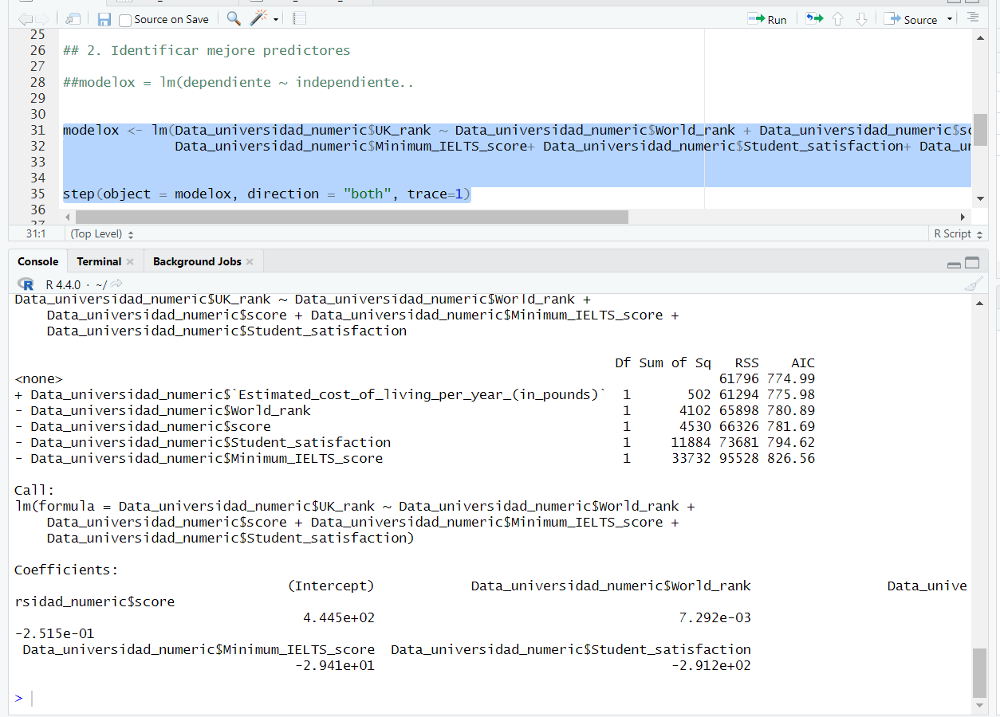 Source on Save
Run
Source
25
26 ## 2. Identificar mejore predictores
27
28 ##modelox = lm(dependiente ~ independiente..
29
30
31 modelox <- lm(Data_universidad_numeric$UK_rank ~ Data_universidad_numeric$World_rank + Data_universidad_numeric$sc
32 Data_universidad_numeric$Minimum_IELTS_score+ Data_universidad_numeric$Student_satisfaction+ Data_ur
33
34
35 step(object = modelox, direction = "both", trace=1)
36
37
31:1 (Top Level) R Script
Console Terminal Background Jobs
R R 4.4.0 · ~/
Data_universidad_numeric$UK_rank ~ Data_universidad_numeric$World_rank +
Data_universidad_numeric$score + Data_universidad_numeric$Minimum_IELTS_score +
Data_universidad_numeric$Student_satisfaction
Df Sum of Sq RSS AIC
<none> 61796 774.99
+ Data_universidad_numeric$`Estimated_cost_of_living_per_year_(in_pounds)` 1 502 61294 775.98
- Data_universidad_numeric$World_rank 1 4102 65898 780.89
- Data_universidad_numeric$score 1 4530 66326 781.69
- Data_universidad_numeric$Student_satisfaction 1 11884 73681 794.62
- Data_universidad_numeric$Minimum_IELTS_score 1 33732 95528 826.56
Call:
lm(formula = Data_universidad_numeric$UK_rank ~ Data_universidad_numeric$World_rank +
Data_universidad_numeric$score + Data_universidad_numeric$Minimum_IELTS_score +
Data_universidad_numeric$Student_satisfaction)
Coefficients:
(Intercept) Data_universidad_numeric$World_rank Data_unive
rsidad_numeric$score
4.445e+02 7.292e-03
-2.515e-01
Data_universidad_numeric$Minimum_IELTS_score Data_universidad_numeric$Student_satisfaction
-2.941e+01 -2.912e+02
>